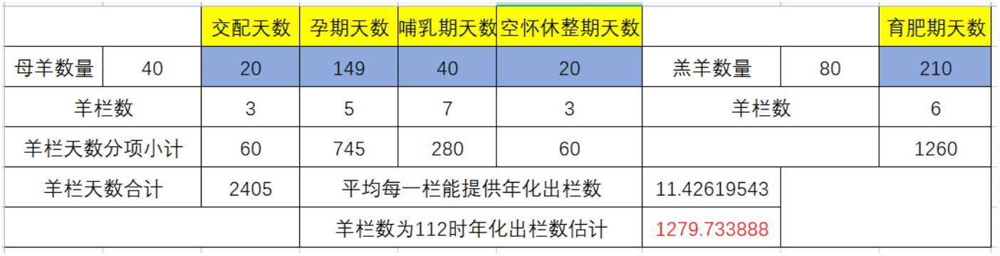 交配天数 孕期天数 哺乳期天数 空怀休整期天数 育肥期天数
母羊数量 40 20 149 40 20 羔羊数量 80 210
羊栏数 3 5 7 3 羊栏数 6
羊栏天数分项小计 60 745 280 60 1260
羊栏天数合计 2405 平均每一栏能提供年化出栏数 11.42619543
羊栏数为112时年化出栏数估计 1279.733888